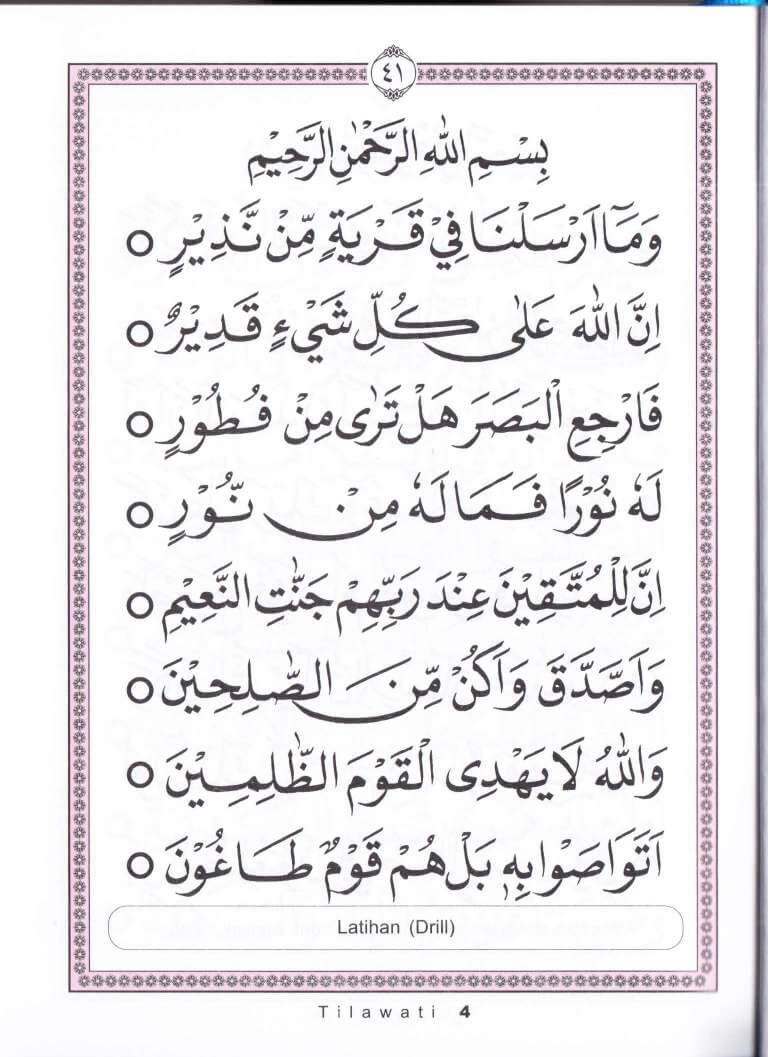 ٤١
بِسْمِ اللّٰهِ الرَّحْمٰنِ الرَّحِيْمِ
وَمَآ اَرْسَلْنَا فِيْ قَرْيَةٍ مِّنْ نَّذِيْرٍ ○
اِنَّ اللّٰهَ عَلٰى كُلِّ شَيْءٍ قَدِيْرٌ ○
فَارْجِعِ الْبَصَرَ هَلْ تَرٰى مِنْ فُطُوْرٍ ○
لَهٗ نُوْرًا فَمَا لَهٗ مِنْ نُّوْرٍ ○
اِنَّ لِلْمُتَّقِيْنَ عِنْدَ رَبِّهِمْ جَنّٰتِ النَّعِيْمِ ○
وَاَصَّدَّقَ وَاَكُنْ مِّنَ الصّٰلِحِيْنَ ○
وَاللّٰهُ لَا يَهْدِى الْقَوْمَ الظّٰلِمِيْنَ ○
اَتَوَاصَوْا بِهٖ بَلْ هُمْ قَوْمٌ طَاغُوْنَ ○
Latihan (Drill)
Tilawati 4